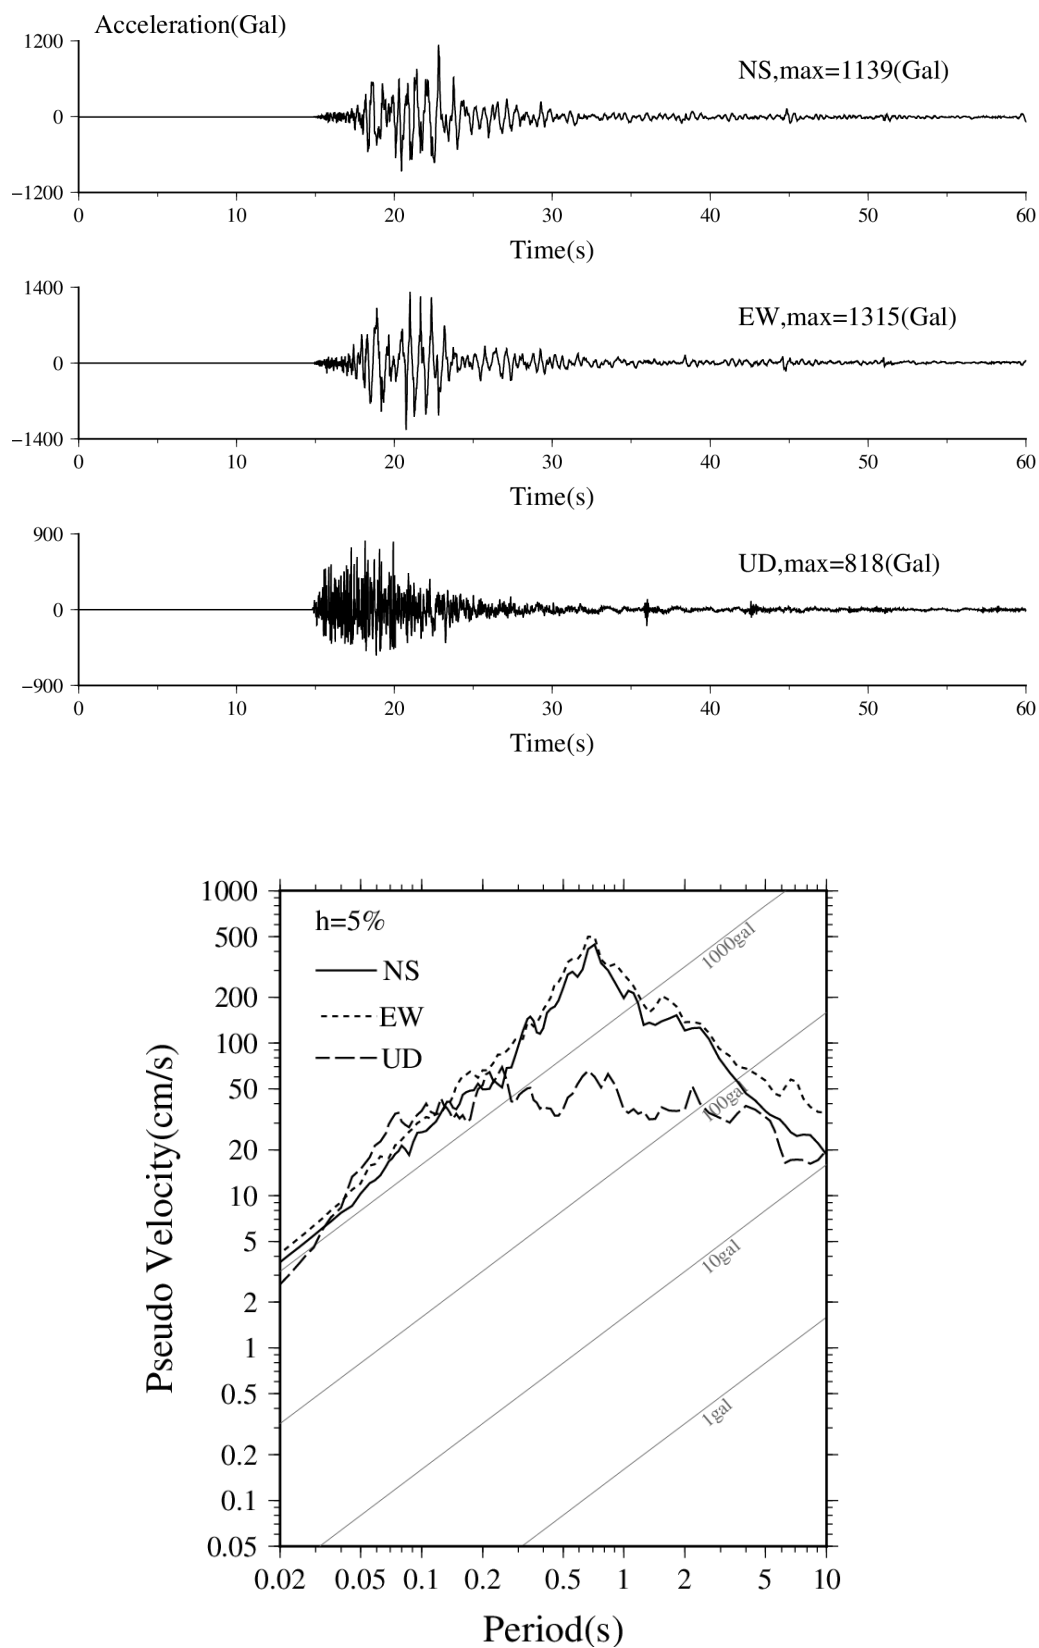 Acceleration(Gal)
1200
0
−1200
NS,max=1139(Gal)
0 10 20 30 40 50 60
Time(s)
1400
0
−1400
EW,max=1315(Gal)
0 10 20 30 40 50 60
Time(s)
900
0
−900
UD,max=818(Gal)
0 10 20 30 40 50 60
Time(s)
Pseudo Velocity(cm/s)
1000
500
200
100
50
20
10
5
2
1
0.5
0.2
0.1
0.05
h=5%
NS
EW
UD
1000gal
100gal
10gal
1gal
0.02 0.05 0.1 0.2 0.5 1 2 5 10
Period(s)